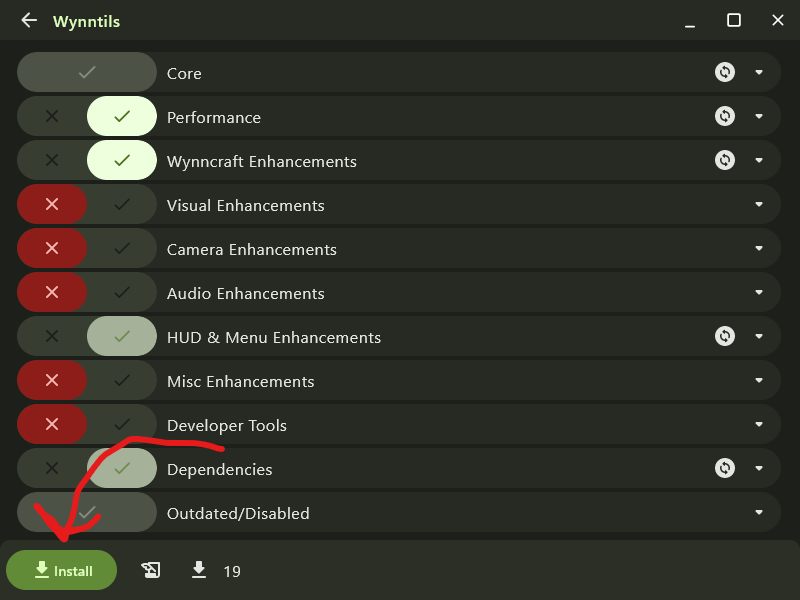 Wynntils
Core
Performance
Wynncraft Enhancements
Visual Enhancements
Camera Enhancements
Audio Enhancements
HUD & Menu Enhancements
Misc Enhancements
Developer Tools
Dependencies
Outdated/Disabled
Install 19